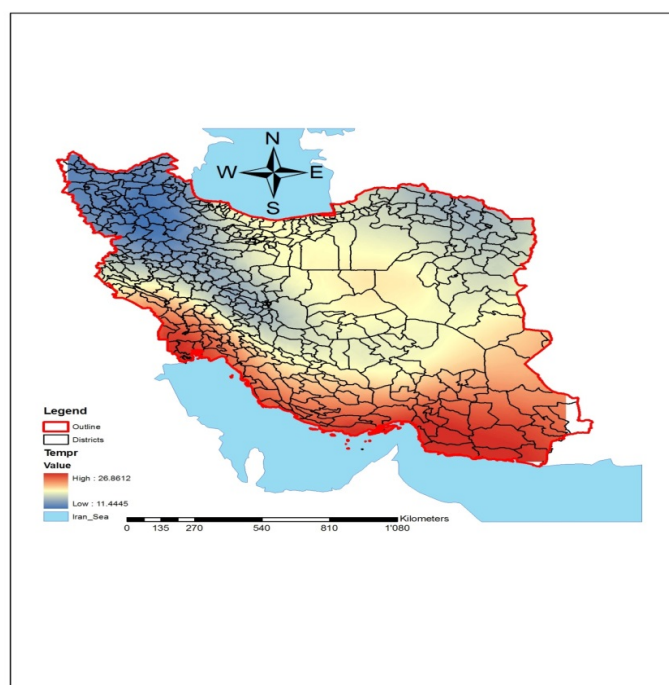 N
W E
S
Legend
Outline
Districts
Tempr
Value
High : 26.8612
Low : 11.4445
Iran_Sea
Kilometers
0 135 270 540 810 1'080